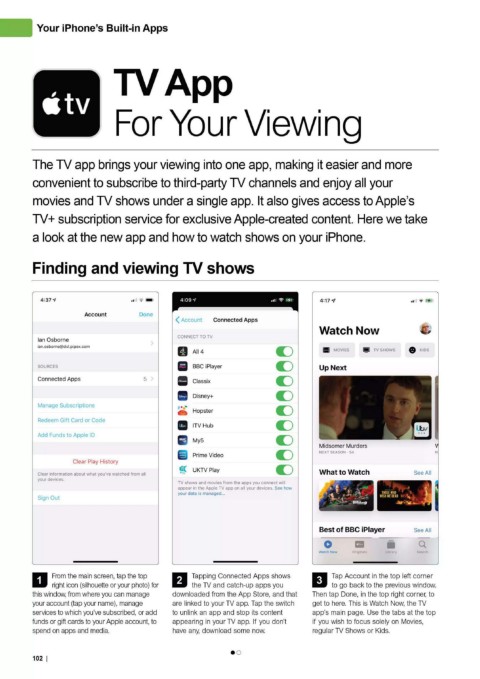 Your iPhone's Built-in Apps
tv
TV App
For Your Viewing
The TV app brings your viewing into one app, making it easier and more
convenient to subscribe to third-party TV channels and enjoy all your
movies and TV shows under a single app. It also gives access to Apple's
TV+ subscription service for exclusive Apple-created content. Here we take
a look at the new app and how to watch shows on your iPhone.
Finding and viewing TV shows
4:37
Account
Done
Ian Osborne
SOURCES
Connected Apps
5
Manage Subscriptions
Redeem Gift Card or Code
Add Funds to Apple ID
Clear Play History
Clear information about what you've watched from all
your devices.
Sign Out
4:09
Account
Connected Apps
CONNECT TO TV
All 4
BBC iPlayer
Classix
Disney+
Hopster
ITV Hub
My5
Prime Video
UKTV Play
TV shows and movies from the apps you connect will
appear in the Apple TV app on all your devices. See how
your data is managed...
4:17
Watch Now
MOVIES
TV SHOWS
KIDS
Up Next
itv
Midsomer Murders
What to Watch
See All
Best of BBC iPlayer
See All
Watch Now
Originals
Library
Search
1
From the main screen, tap the top
right icon (silhouette or your photo) for
this window, from where you can manage
your account (tap your name), manage
services to which you've subscribed, or add
funds or gift cards to your Apple account, to
spend on apps and media.
2
Tapping Connected Apps shows
the TV and catch-up apps you
downloaded from the App Store, and that
are linked to your TV app. Tap the switch
to unlink an app and stop its content
appearing in your TV app. If you don't
have any, download some now.
3
Tap Account in the top left corner
to go back to the previous window.
Then tap Done, in the top right corner, to
get to here. This is Watch Now, the TV
app's main page. Use the tabs at the top
if you wish to focus solely on Movies,
regular TV Shows or Kids.
102 |